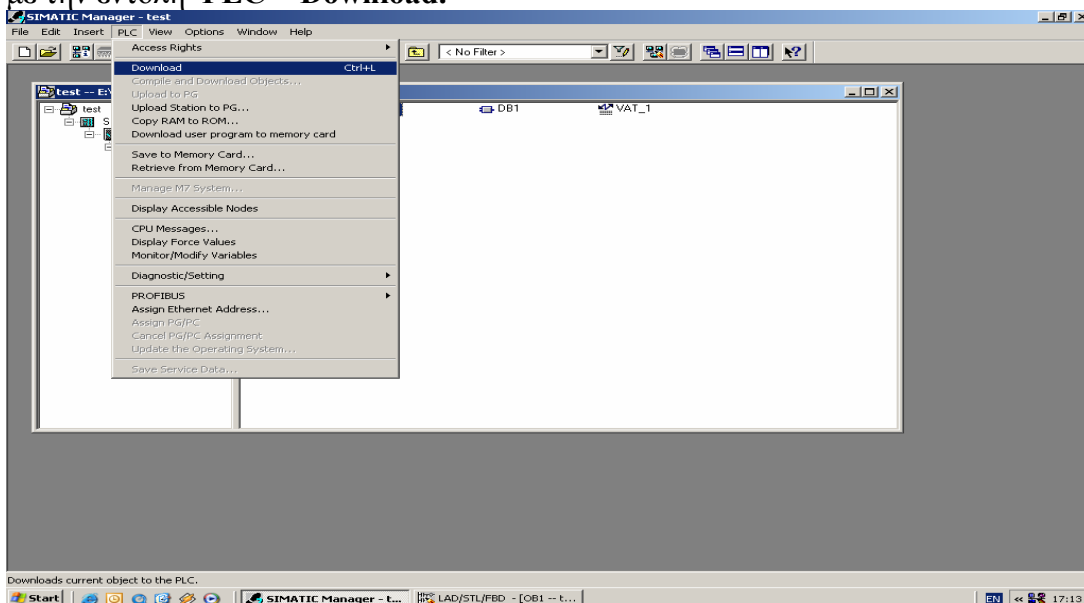 με την εντολή PLC – Download.
SIMATIC Manager - test
File Edit Insert PLC View Options Window Help
< No Filter >
Access Rights
Download Ctrl+L
Compile and Download Objects...
Upload to PG
Upload Station to PG...
Copy RAM to ROM...
Download user program to memory card
Save to Memory Card...
Retrieve from Memory Card...
Manage M7 System...
Display Accessible Nodes
CPU Messages...
Display Force Values
Monitor/Modify Variables
Diagnostic/Setting
PROFIBUS
Assign Ethernet Address...
Assign PG/PC
Cancel PG/PC Assignment
Update the Operating System...
Save Service Data...
test -- E:\
test
S
DB1
VAT_1
Downloads current object to the PLC.
Start
SIMATIC Manager - t...
LAD/STL/FBD - [OB1 -- t...
EN
17:13